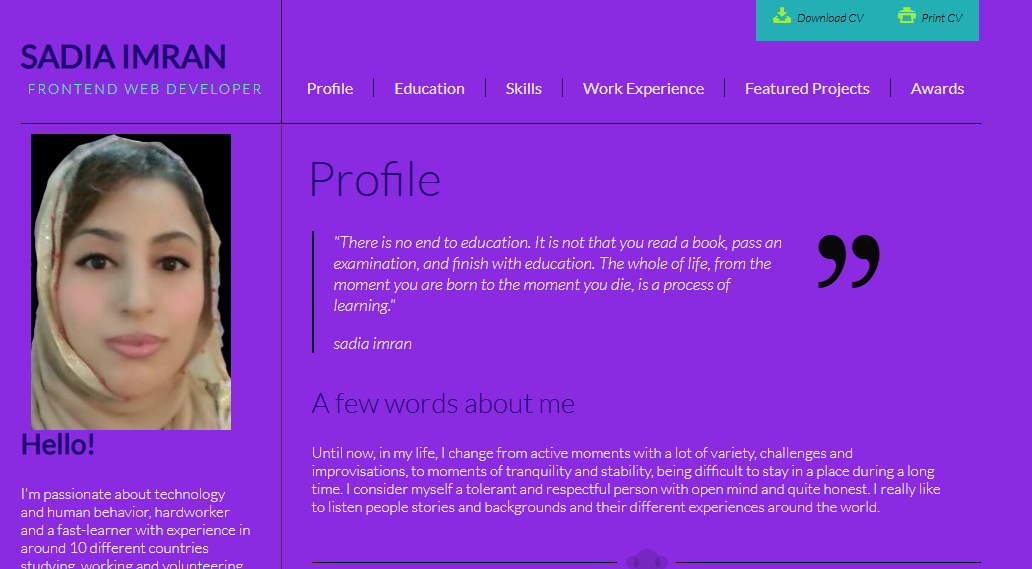 Download CV
Print CV
SADIA IMRAN
FRONTEND WEB DEVELOPER
Profile
Education
Skills
Work Experience
Featured Projects
Awards
Hello!
I'm passionate about technology
and human behavior, hardworker
and a fast-learner with experience in
around 10 different countries
studying, working and volunteering
Profile
"There is no end to education. It is not that you read a book, pass an
examination, and finish with education. The whole of life, from the
moment you are born to the moment you die, is a process of
learning."
sadia imran
A few words about me
Until now, in my life, I change from active moments with a lot of variety, challenges and
improvisations, to moments of tranquility and stability, being difficult to stay in a place during a long
time. I consider myself a tolerant and respectful person with open mind and quite honest. I really like
to listen people stories and backgrounds and their different experiences around the world.